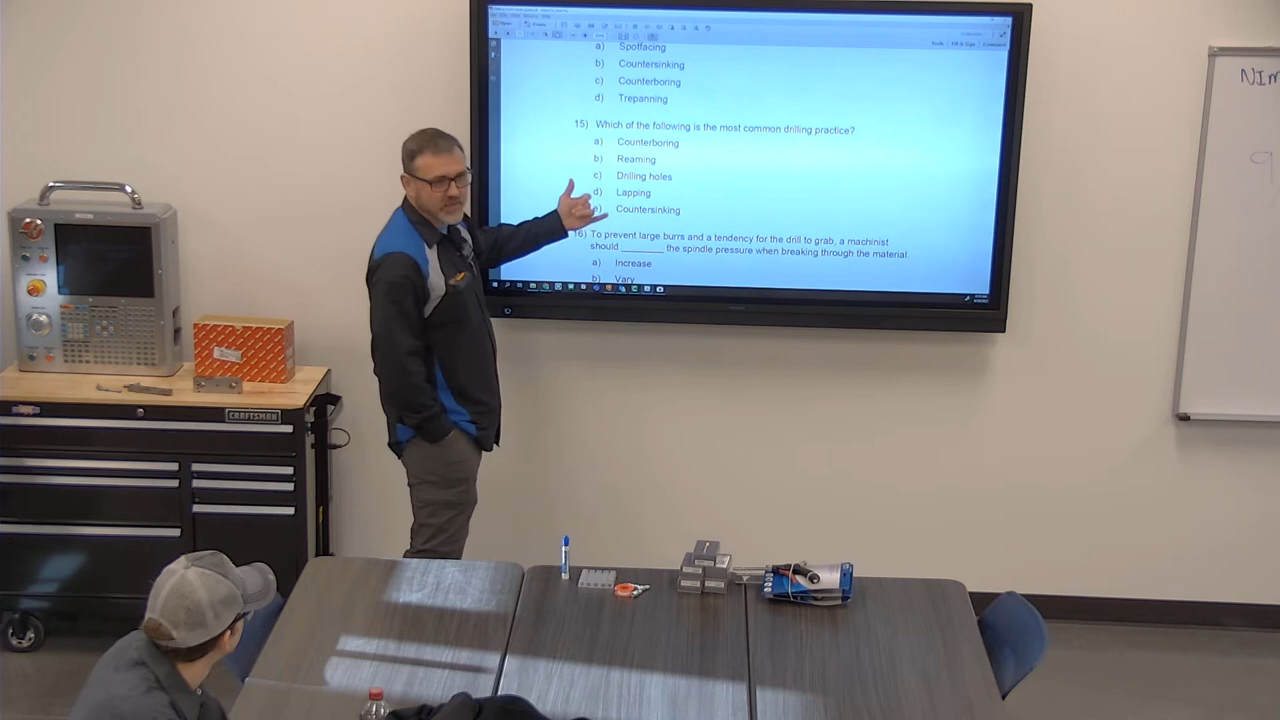 a) Spotfacing
b) Countersinking
c) Counterboring
d) Trepanning
15) Which of the following is the most common drilling practice?
a) Counterboring
b) Reaming
c) Drilling holes
d) Lapping
e) Countersinking
16) To prevent large burrs and a tendency for the drill to grab, a machinist
should ________ the spindle pressure when breaking through the material.
a) Increase
b) Vary
CRAFTSMAN